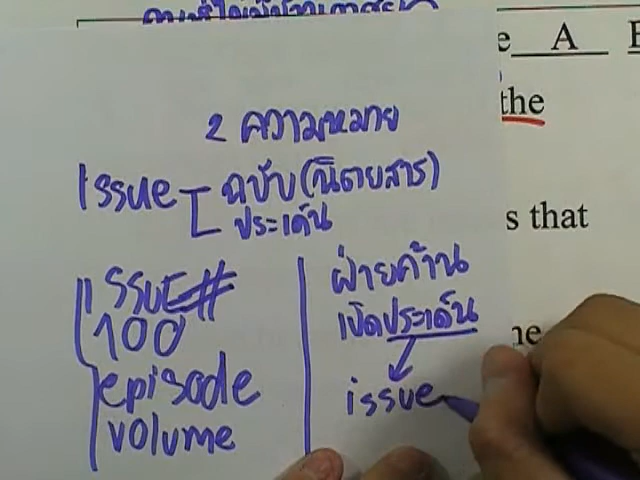 e A
the
2 ความหมาย
Issue ฉบับ (นิตยสาร)
ประเด็น
s that
Issue #
100
episode
volume
ฝ่ายค้าน
เปิดประเด็น
issue
ne